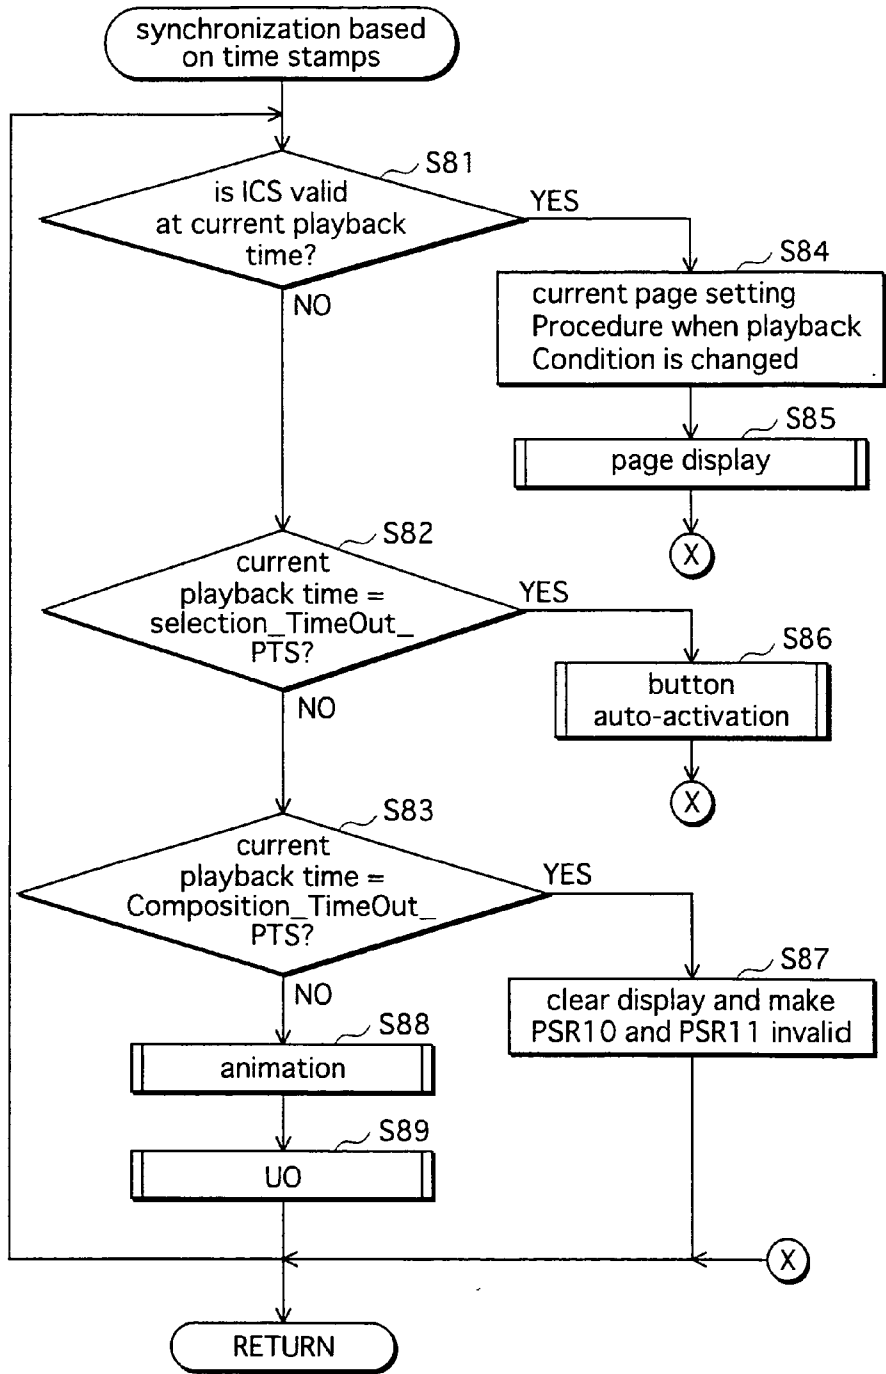 synchronization based
on time stamps
S81
is ICS valid
at current playback
time?
YES
NO
S84
current page setting
Procedure when playback
Condition is changed
S85
page display
X
S82
current
playback time =
selection_TimeOut_
PTS?
YES
NO
S86
button
auto-activation
X
S83
current
playback time =
Composition_TimeOut_
PTS?
YES
NO
S87
clear display and make
PSR10 and PSR11 invalid
S88
animation
S89
UO
X
RETURN